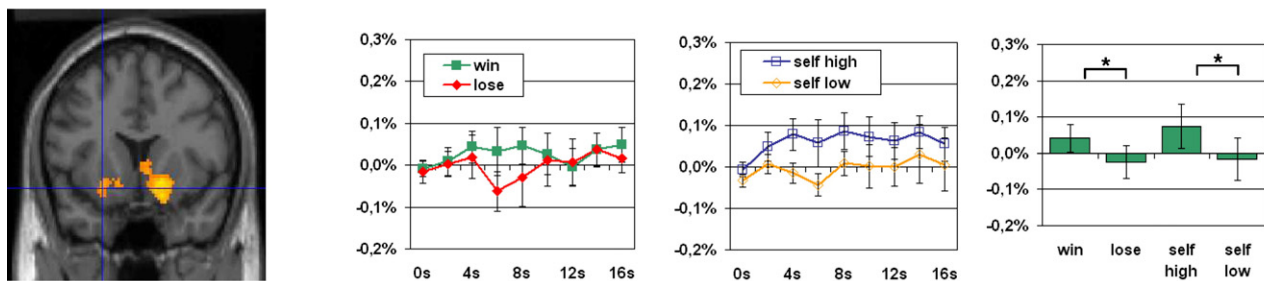 0,3%
0,2%
0,1%
0,0%
-0,1%
-0,2%
win
lose
0s 4s 8s 12s 16s
0,3%
0,2%
0,1%
0,0%
-0,1%
-0,2%
self high
self low
0s 4s 8s 12s 16s
0,3%
0,2%
0,1%
0,0%
-0,1%
-0,2%
* *
win lose self self
high low